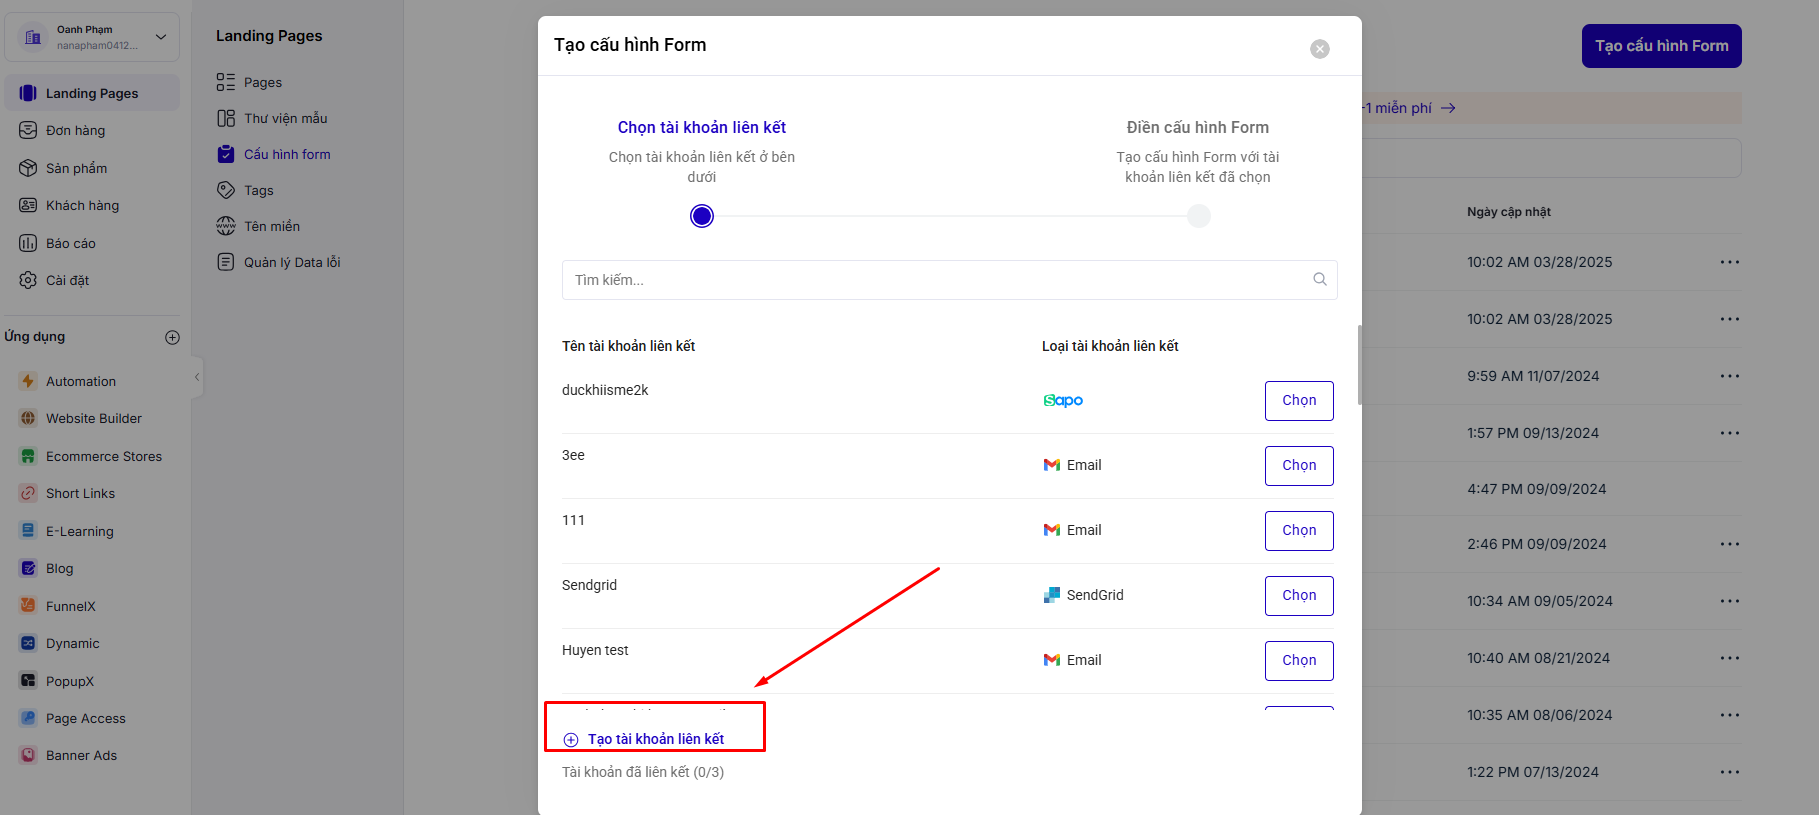 Oanh Phạm
nanapham0412...
Landing Pages
Đơn hàng
Sản phẩm
Khách hàng
Báo cáo
Cài đặt
Ứng dụng
Automation
Website Builder
Ecommerce Stores
Short Links
E-Learning
Blog
FunnelX
Dynamic
PopupX
Page Access
Banner Ads
Landing Pages
Pages
Thư viện mẫu
Cấu hình form
Tags
Tên miền
Quản lý Data lỗi
Tạo cấu hình Form
Chọn tài khoản liên kết
Chọn tài khoản liên kết ở bên
dưới
Điền cấu hình Form
Tạo cấu hình Form với tài
khoản liên kết đã chọn
Tìm kiếm...
Tên tài khoản liên kết Loại tài khoản liên kết
duckhiisme2k Sapo Chọn
3ee Email Chọn
111 Email Chọn
Sendgrid SendGrid Chọn
Huyen test Email Chọn
Tạo tài khoản liên kết
Tài khoản đã liên kết (0/3)
Tạo cấu hình Form
-1 miễn phí →
Ngày cập nhật
10:02 AM 03/28/2025
10:02 AM 03/28/2025
9:59 AM 11/07/2024
1:57 PM 09/13/2024
4:47 PM 09/09/2024
2:46 PM 09/09/2024
10:34 AM 09/05/2024
10:40 AM 08/21/2024
10:35 AM 08/06/2024
1:22 PM 07/13/2024